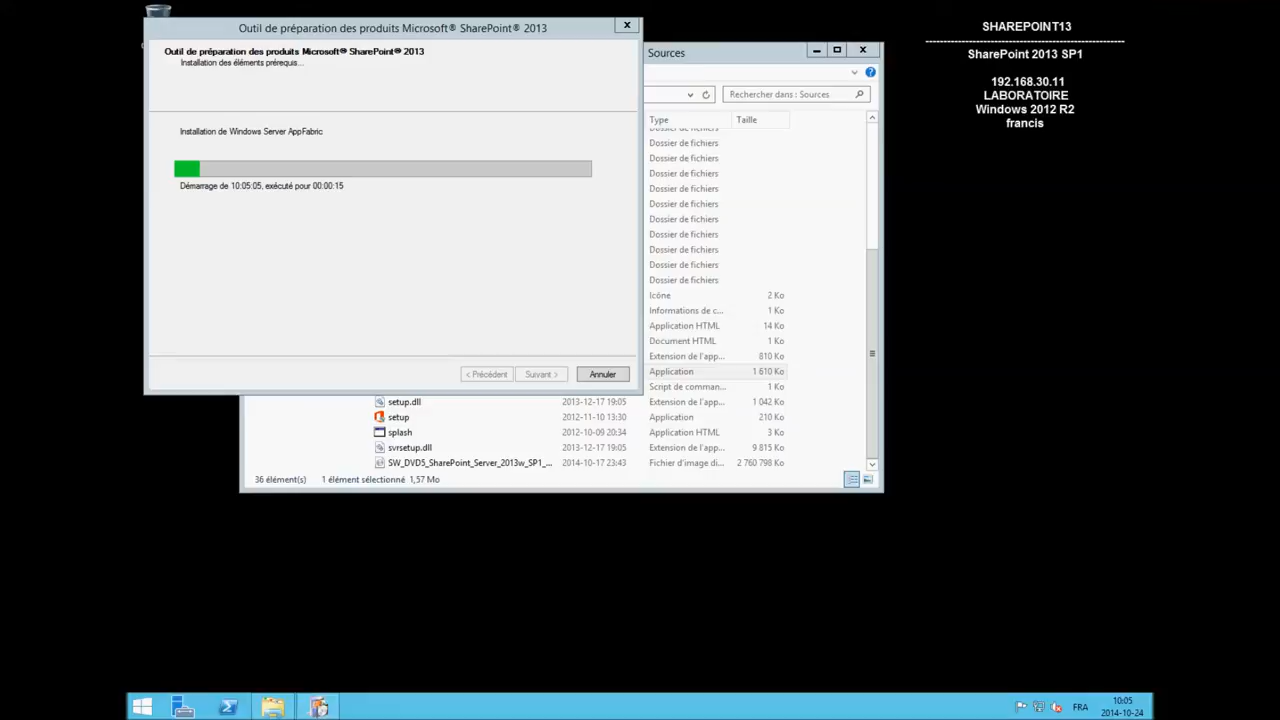 Outil de préparation des produits Microsoft® SharePoint® 2013
Outil de préparation des produits Microsoft® SharePoint® 2013
Installation des éléments prérequis...
Installation de Windows Server AppFabric
Démarrage de 10:05:05, exécuté pour 00:00:15
< Précédent
Suivant >
Annuler
Sources
Rechercher dans : Sources
Type
Taille
Dossier de fichiers
Dossier de fichiers
Dossier de fichiers
Dossier de fichiers
Dossier de fichiers
Dossier de fichiers
Dossier de fichiers
Dossier de fichiers
Dossier de fichiers
Dossier de fichiers
Dossier de fichiers
Icône 2 Ko
Informations de c... 1 Ko
Application HTML 14 Ko
Document HTML 1 Ko
Extension de l'app... 810 Ko
Application 1 610 Ko
Script de comman... 1 Ko
setup.dll 2013-12-17 19:05 Extension de l'app... 1 042 Ko
setup 2012-11-10 13:30 Application 210 Ko
splash 2012-10-09 20:34 Application HTML 3 Ko
svrsetup.dll 2013-12-17 19:05 Extension de l'app... 9 815 Ko
SW_DVD5_SharePoint_Server_2013w_SP1_... 2014-10-17 23:43 Fichier d'image di... 2 760 798 Ko
36 élément(s) 1 élément sélectionné 1,57 Mo
SHAREPOINT13
SharePoint 2013 SP1
192.168.30.11
LABORATOIRE
Windows 2012 R2
francis
FRA
10:05
2014-10-24